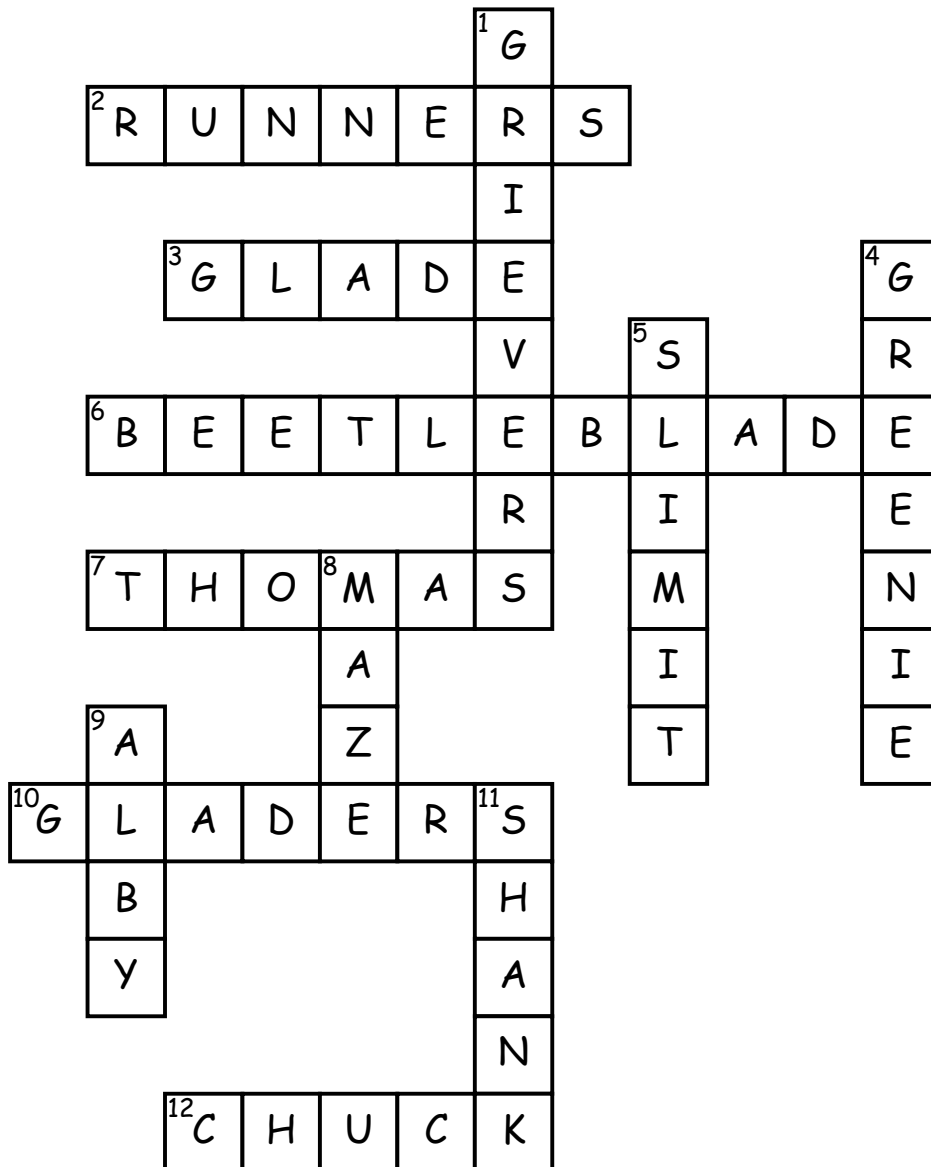 1 G
2 R U N N E R S
I
3 G L A D E 4 G
V 5 S R
6 B E E T L E B L A D E
R I E
7 T H O 8 M A S M N
A I I
9 A Z T E
10 G L A D E R 11 S
B H
Y A
N
12 C H U C K